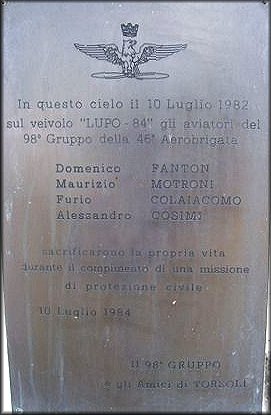 In questo cielo il 10 Luglio 1982
sul veivolo "LUPO-84" gli aviatori del
98° Gruppo della 46ª Aerobrigata
Domenico FANTON
Maurizio MOTRONI
Furio COLAIACOMO
Alessandro COSIMI
sacrificarono la propria vita
durante il compimento di una missione
di protezione civile
10 Luglio 1984
Il 98° GRUPPO
e gli Amici di TORSOLI